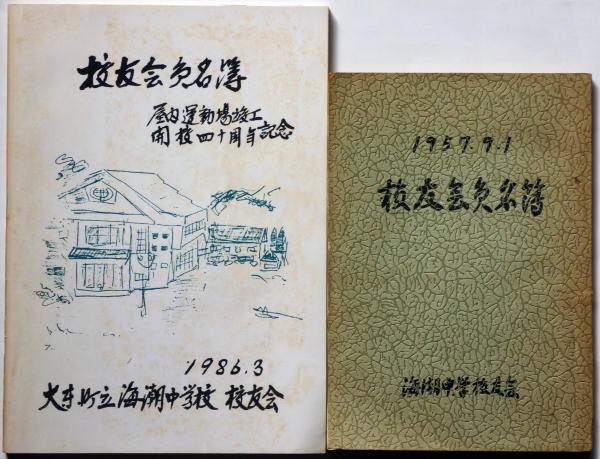 校友会員名簿
屋内運動場竣工
開校四十周年記念
1986.3
大东町立海潮中学校 校友会
1957.9.1
校友会員名簿
海潮中学校友会